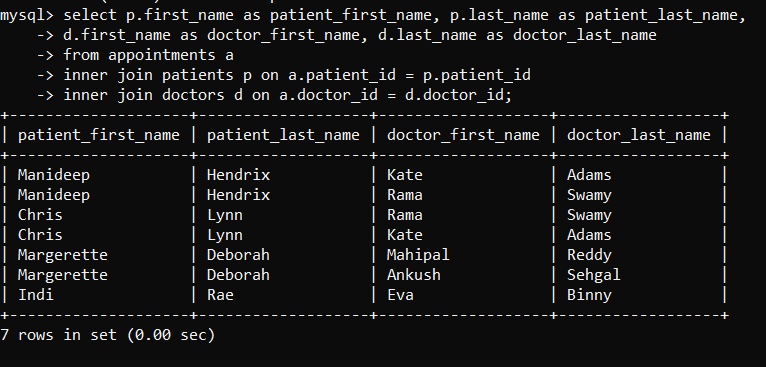 mysql> select p.first_name as patient_first_name, p.last_name as patient_last_name,
    -> d.first_name as doctor_first_name, d.last_name as doctor_last_name
    -> from appointments a
    -> inner join patients p on a.patient_id = p.patient_id
    -> inner join doctors d on a.doctor_id = d.doctor_id;
+--------------------+-------------------+-------------------+------------------+
| patient_first_name | patient_last_name | doctor_first_name | doctor_last_name |
+--------------------+-------------------+-------------------+------------------+
| Manideep           | Hendrix           | Kate              | Adams            |
| Manideep           | Hendrix           | Rama              | Swamy            |
| Chris              | Lynn              | Rama              | Swamy            |
| Chris              | Lynn              | Kate              | Adams            |
| Margerette         | Deborah           | Mahipal           | Reddy            |
| Margerette         | Deborah           | Ankush            | Sehgal           |
| Indi               | Rae               | Eva               | Binny            |
+--------------------+-------------------+-------------------+------------------+
7 rows in set (0.00 sec)